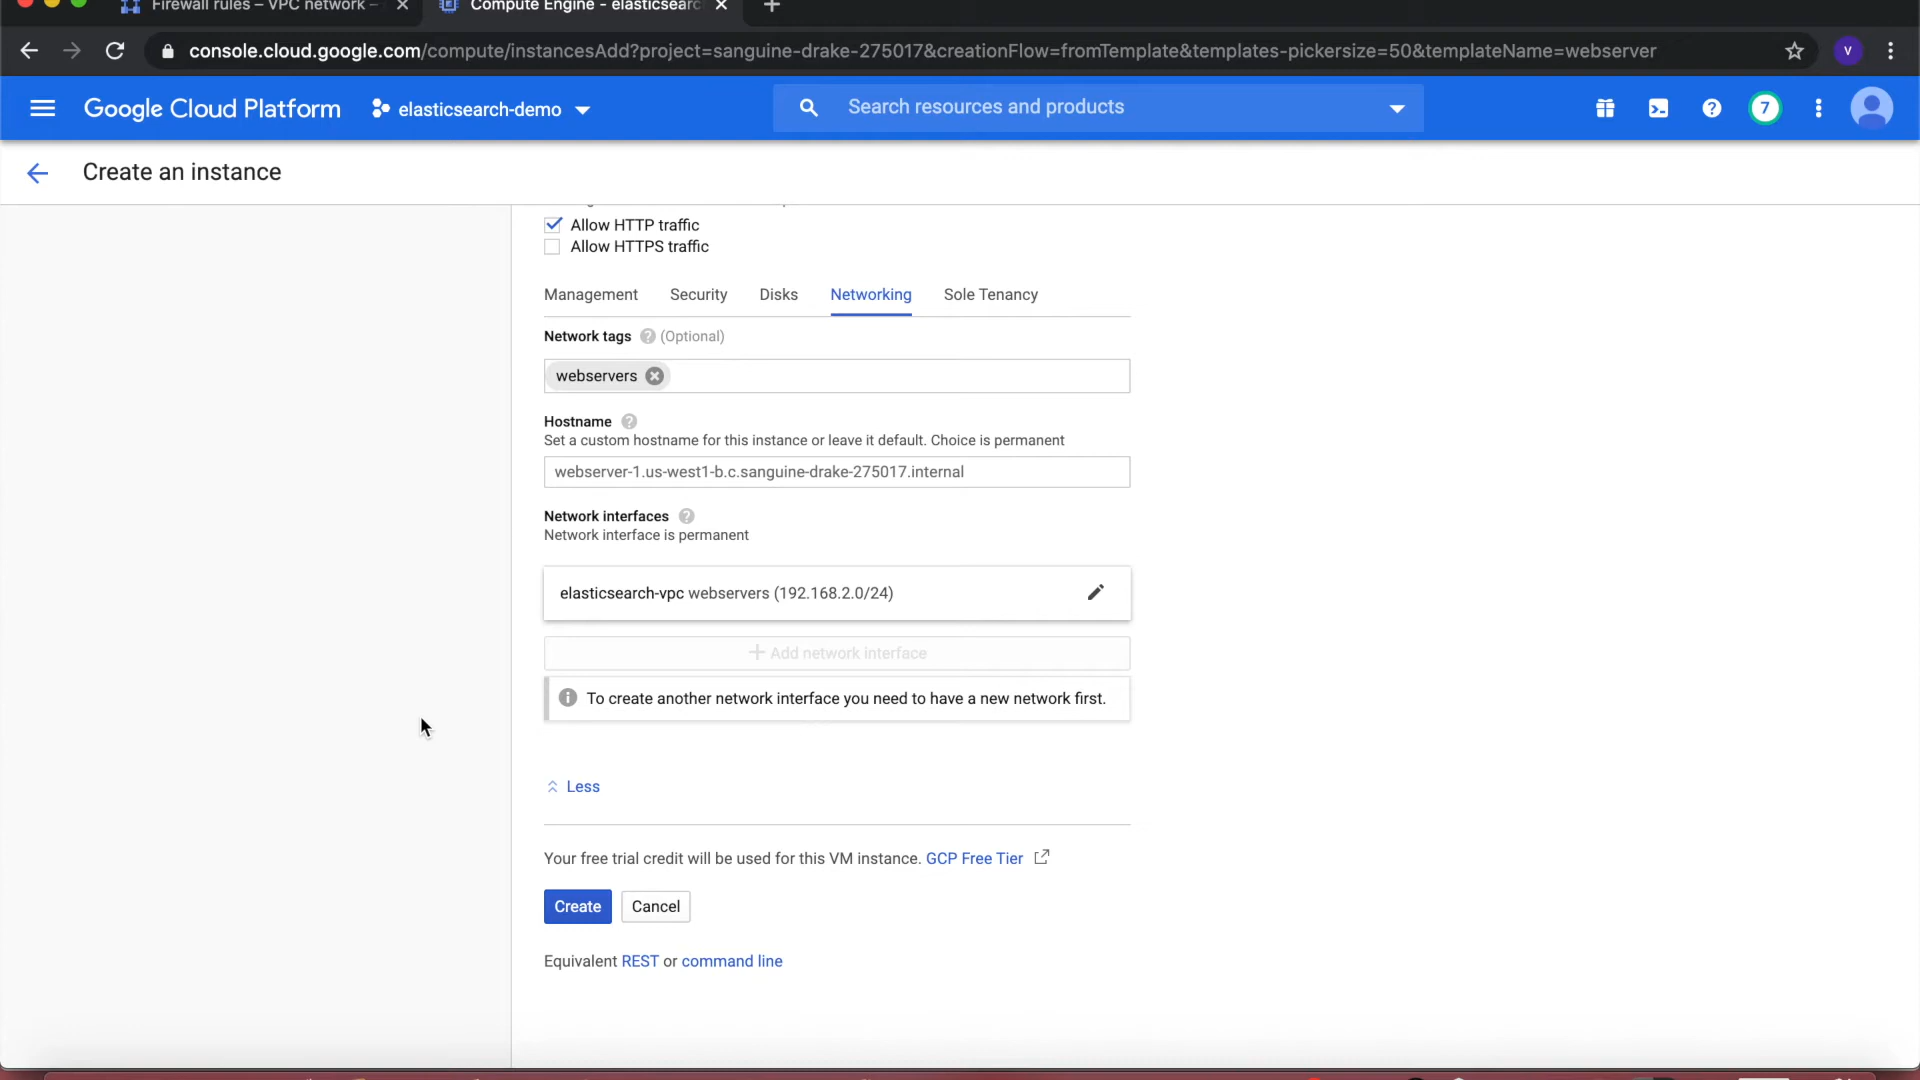 Firewall rules – VPC network –
Compute Engine - elasticsearc
console.cloud.google.com/compute/instancesAdd?project=sanguine-drake-275017&creationFlow=fromTemplate&templates-pickersize=50&templateName=webserver
V
Google Cloud Platform
elasticsearch-demo
Search resources and products
7
Create an instance
Allow HTTP traffic
Allow HTTPS traffic
Management Security Disks Networking Sole Tenancy
Network tags (Optional)
webservers
Hostname
Set a custom hostname for this instance or leave it default. Choice is permanent
webserver-1.us-west1-b.c.sanguine-drake-275017.internal
Network interfaces
Network interface is permanent
elasticsearch-vpc webservers (192.168.2.0/24)
+ Add network interface
To create another network interface you need to have a new network first.
Less
Your free trial credit will be used for this VM instance. GCP Free Tier
Create Cancel
Equivalent REST or command line